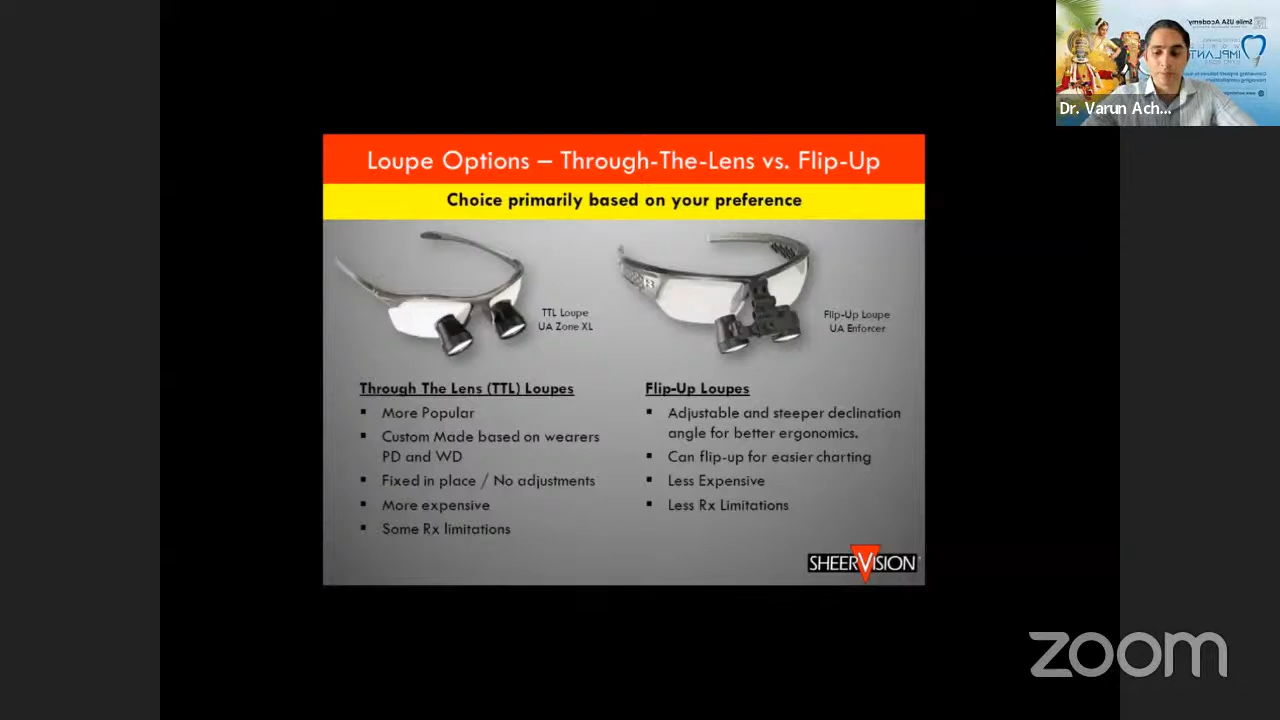 Smile USA Academy
IMPLANT
Dr. Varun Ach...
Loupe Options – Through-The-Lens vs. Flip-Up
Choice primarily based on your preference
TTL Loupe
UA Zone XL
Flip-Up Loupe
UA Enforcer
Through The Lens (TTL) Loupes
▪ More Popular
▪ Custom Made based on wearers
PD and WD
▪ Fixed in place / No adjustments
▪ More expensive
▪ Some Rx limitations
Flip-Up Loupes
▪ Adjustable and steeper declination
angle for better ergonomics.
▪ Can flip-up for easier charting
▪ Less Expensive
▪ Less Rx Limitations
SHEERVISION
zoom